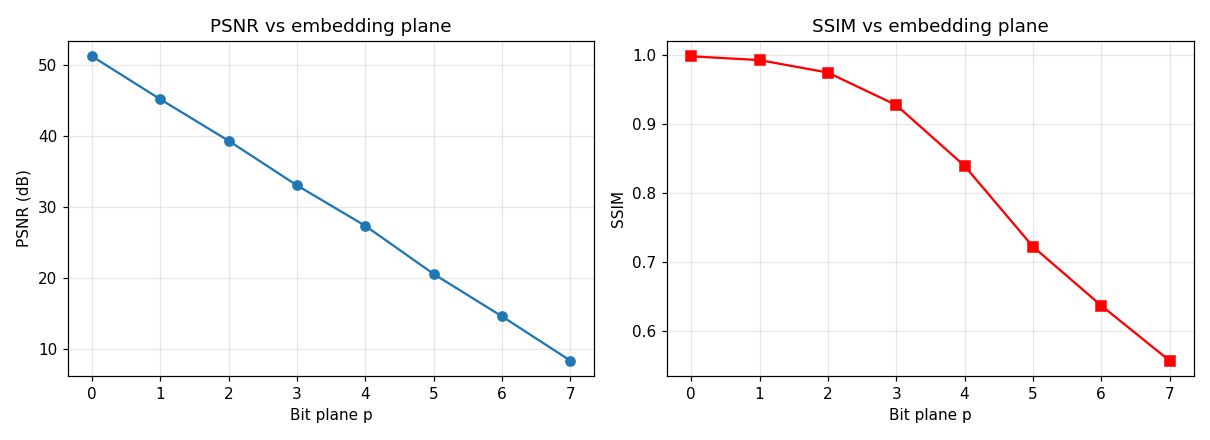 PSNR vs embedding plane
PSNR (dB)
50
40
30
20
10
0 1 2 3 4 5 6 7
Bit plane p
SSIM vs embedding plane
SSIM
1.0
0.9
0.8
0.7
0.6
0 1 2 3 4 5 6 7
Bit plane p